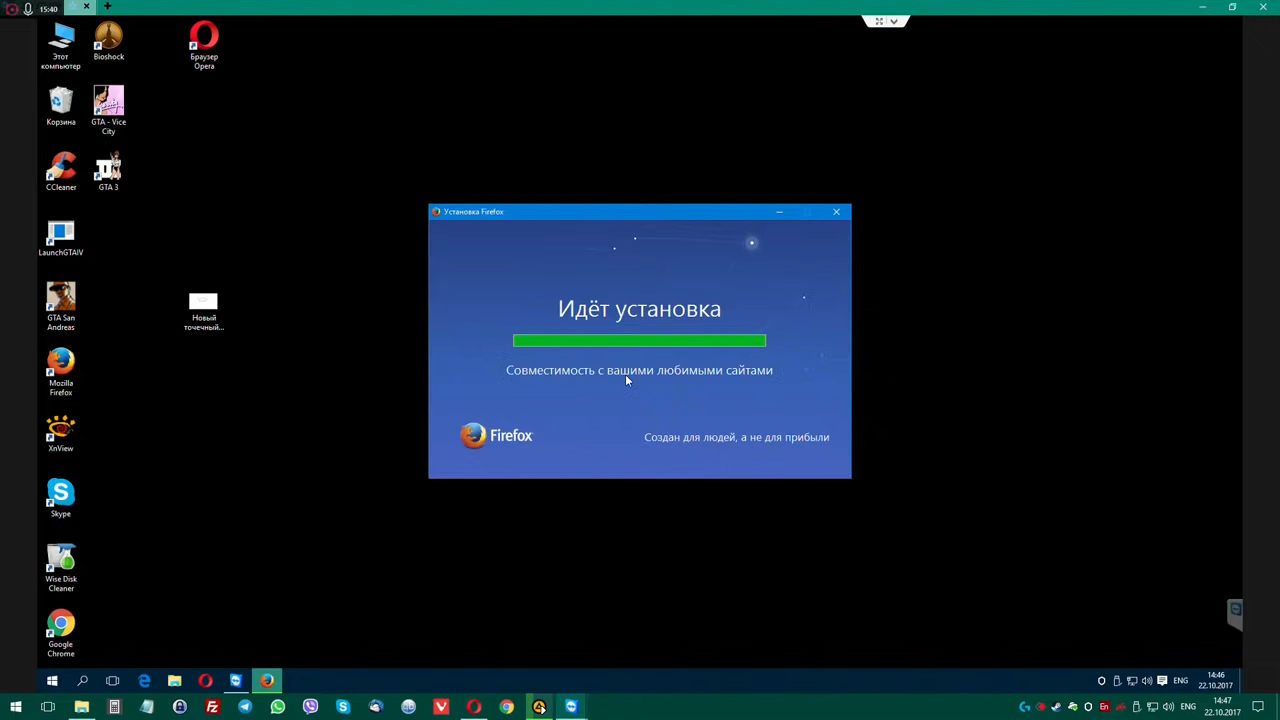 15:40
Этот
компьютер
Bioshock
Браузер
Opera
Корзина
GTA - Vice
City
CCleaner
GTA 3
LaunchGTAIV
GTA San
Andreas
Новый
точечный...
Mozilla
Firefox
XnView
Skype
Wise Disk
Cleaner
Google
Chrome
Установка Firefox
Идёт установка
Совместимость с вашими любимыми сайтами
Firefox
Создан для людей, а не для прибыли
ENG
14:46
22.10.2017
ENG
14:47
22.10.2017